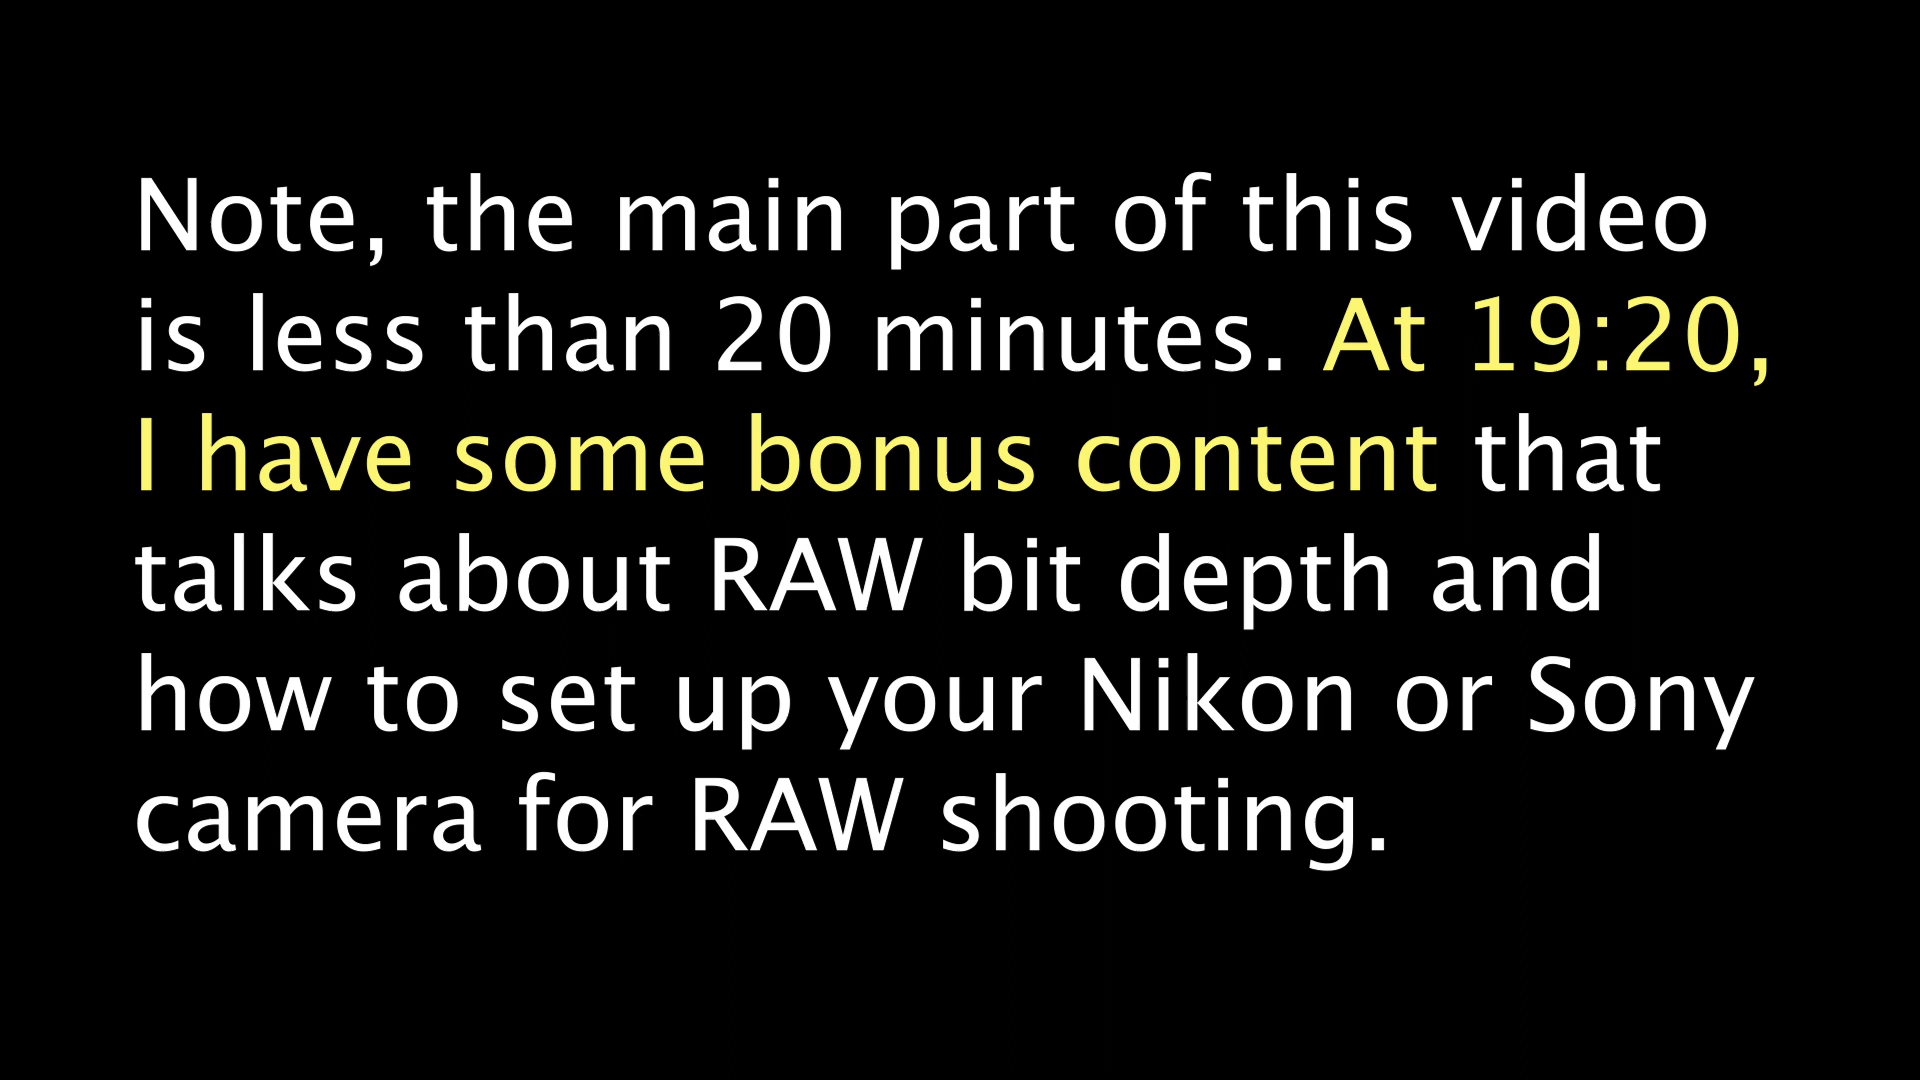 Note, the main part of this video
is less than 20 minutes. At 19:20,
I have some bonus content that
talks about RAW bit depth and
how to set up your Nikon or Sony
camera for RAW shooting.